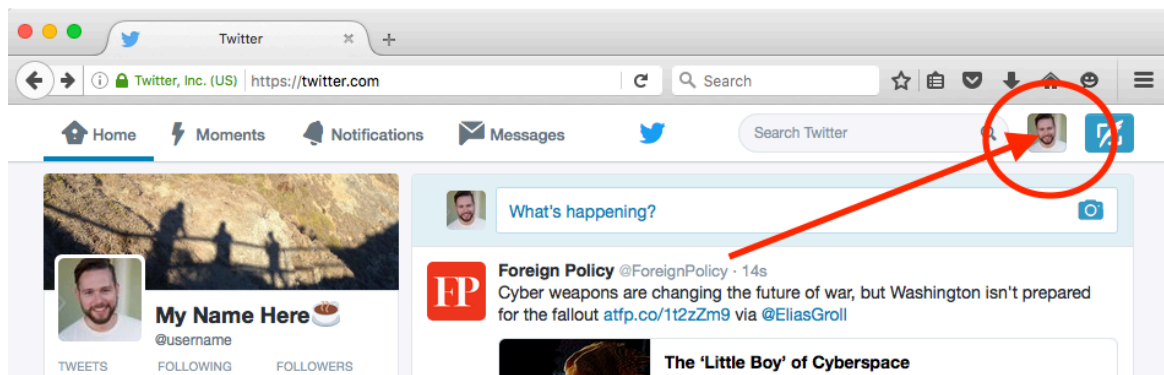 Twitter
Twitter, Inc. (US) https://twitter.com
Search
Home Moments Notifications Messages
Search Twitter
What's happening?
FP
Foreign Policy @ForeignPolicy · 14s
Cyber weapons are changing the future of war, but Washington isn't prepared
for the fallout atfp.co/1t2zZm9 via @EliasGroll
My Name Here
@username
TWEETS FOLLOWING FOLLOWERS
The ‘Little Boy’ of Cyberspace